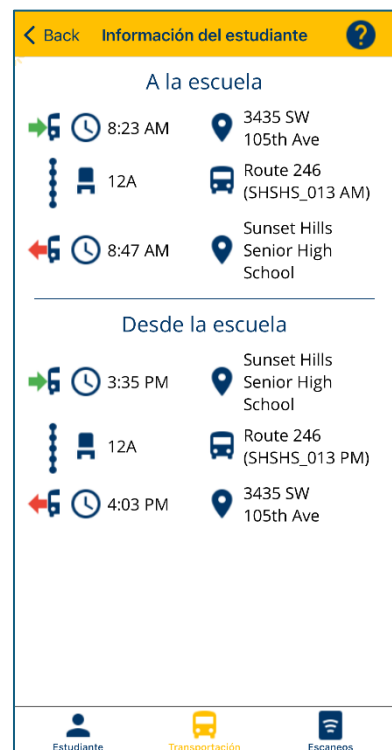 Back Información del estudiante ?
A la escuela
8:23 AM 3435 SW
105th Ave
12A Route 246
(SHSHS_013 AM)
8:47 AM Sunset Hills
Senior High
School
Desde la escuela
3:35 PM Sunset Hills
Senior High
School
12A Route 246
(SHSHS_013 PM)
4:03 PM 3435 SW
105th Ave
Estudiante Transportación Escaneos